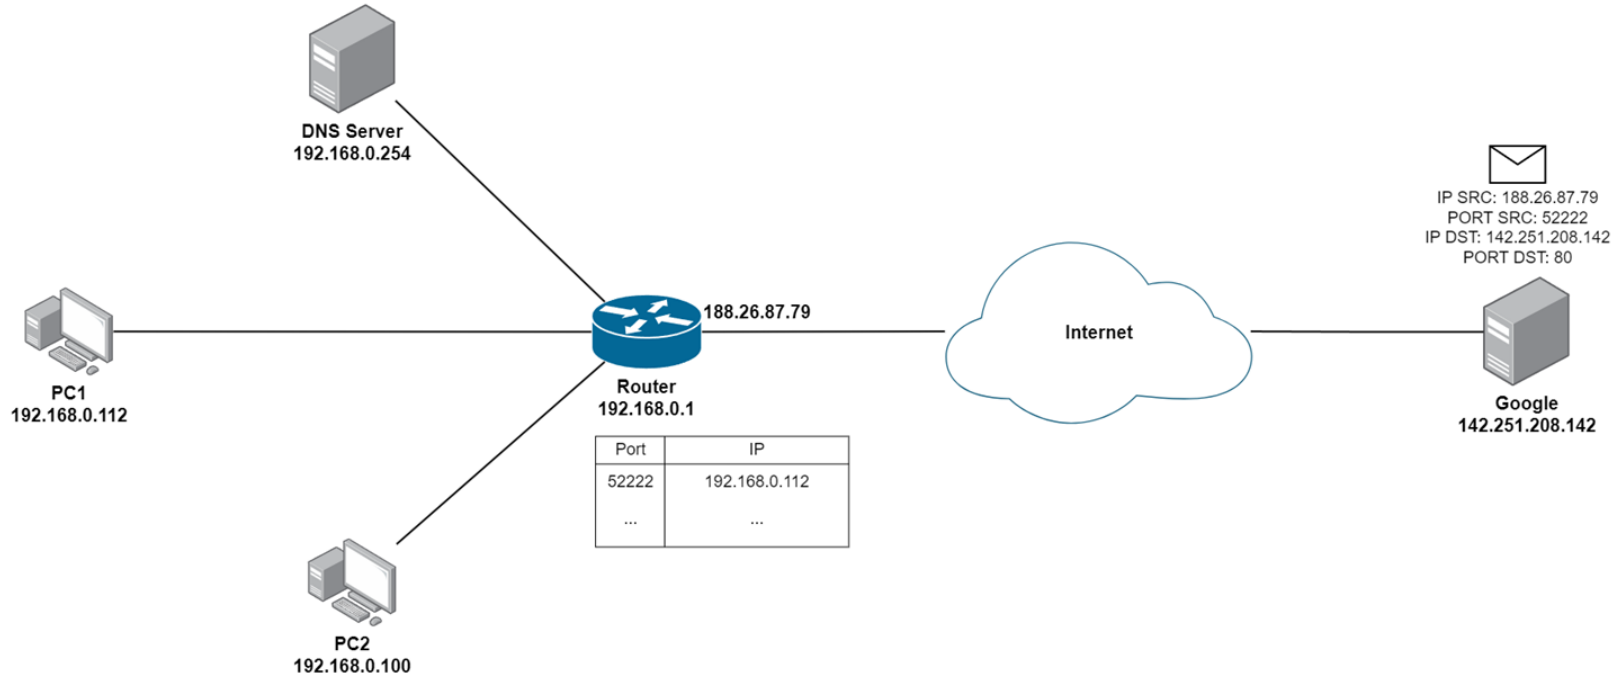 DNS Server
192.168.0.254
IP SRC: 188.26.87.79
PORT SRC: 52222
IP DST: 142.251.208.142
PORT DST: 80
188.26.87.79
Internet
PC1
192.168.0.112
Router
192.168.0.1
Google
142.251.208.142
Port IP
52222 192.168.0.112
... ...
PC2
192.168.0.100